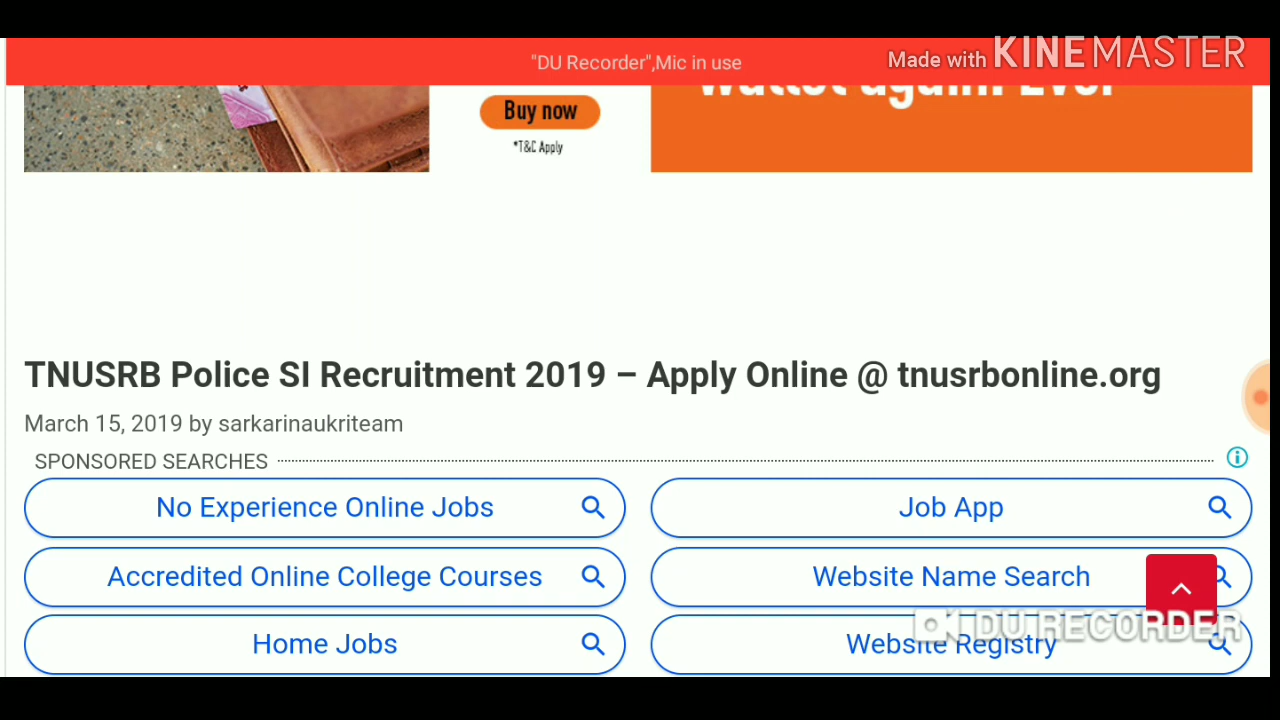 "DU Recorder",Mic in use
Made with KINEMASTER
Buy now
*T&C Apply
TNUSRB Police SI Recruitment 2019 – Apply Online @ tnusrbonline.org
March 15, 2019 by sarkarinaukriteam
SPONSORED SEARCHES
No Experience Online Jobs
Job App
Accredited Online College Courses
Website Name Search
Home Jobs
Website Registry
DU RECORDER